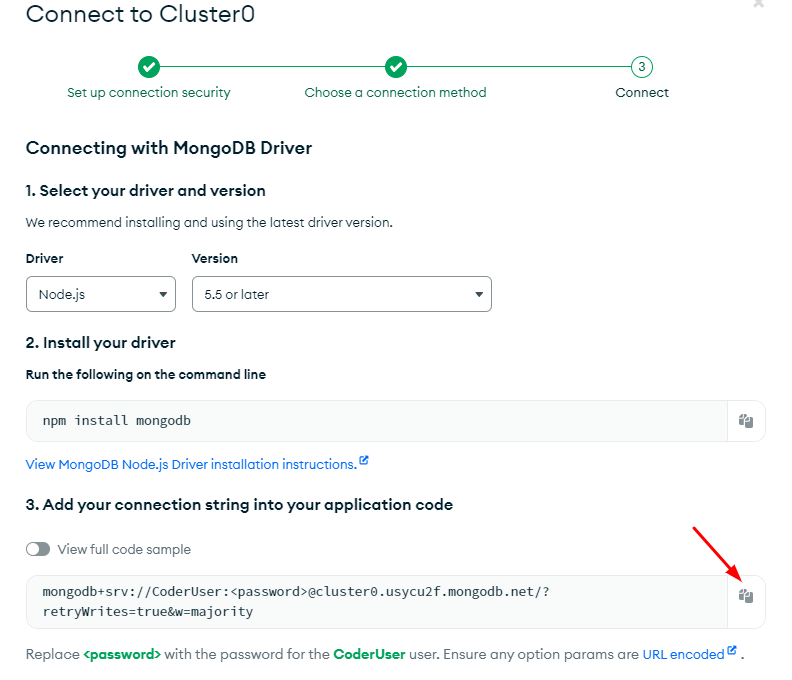 Connect to Cluster0
3
Set up connection security
Choose a connection method
Connect
Connecting with MongoDB Driver
1. Select your driver and version
We recommend installing and using the latest driver version.
Driver
Version
Node.js
5.5 or later
2. Install your driver
Run the following on the command line
npm install mongodb
View MongoDB Node.js Driver installation instructions.
3. Add your connection string into your application code
View full code sample
mongodb+srv://CoderUser:<password>@cluster0.usycu2f.mongodb.net/?
retryWrites=true&w=majority
Replace <password> with the password for the CoderUser user. Ensure any option params are URL encoded .